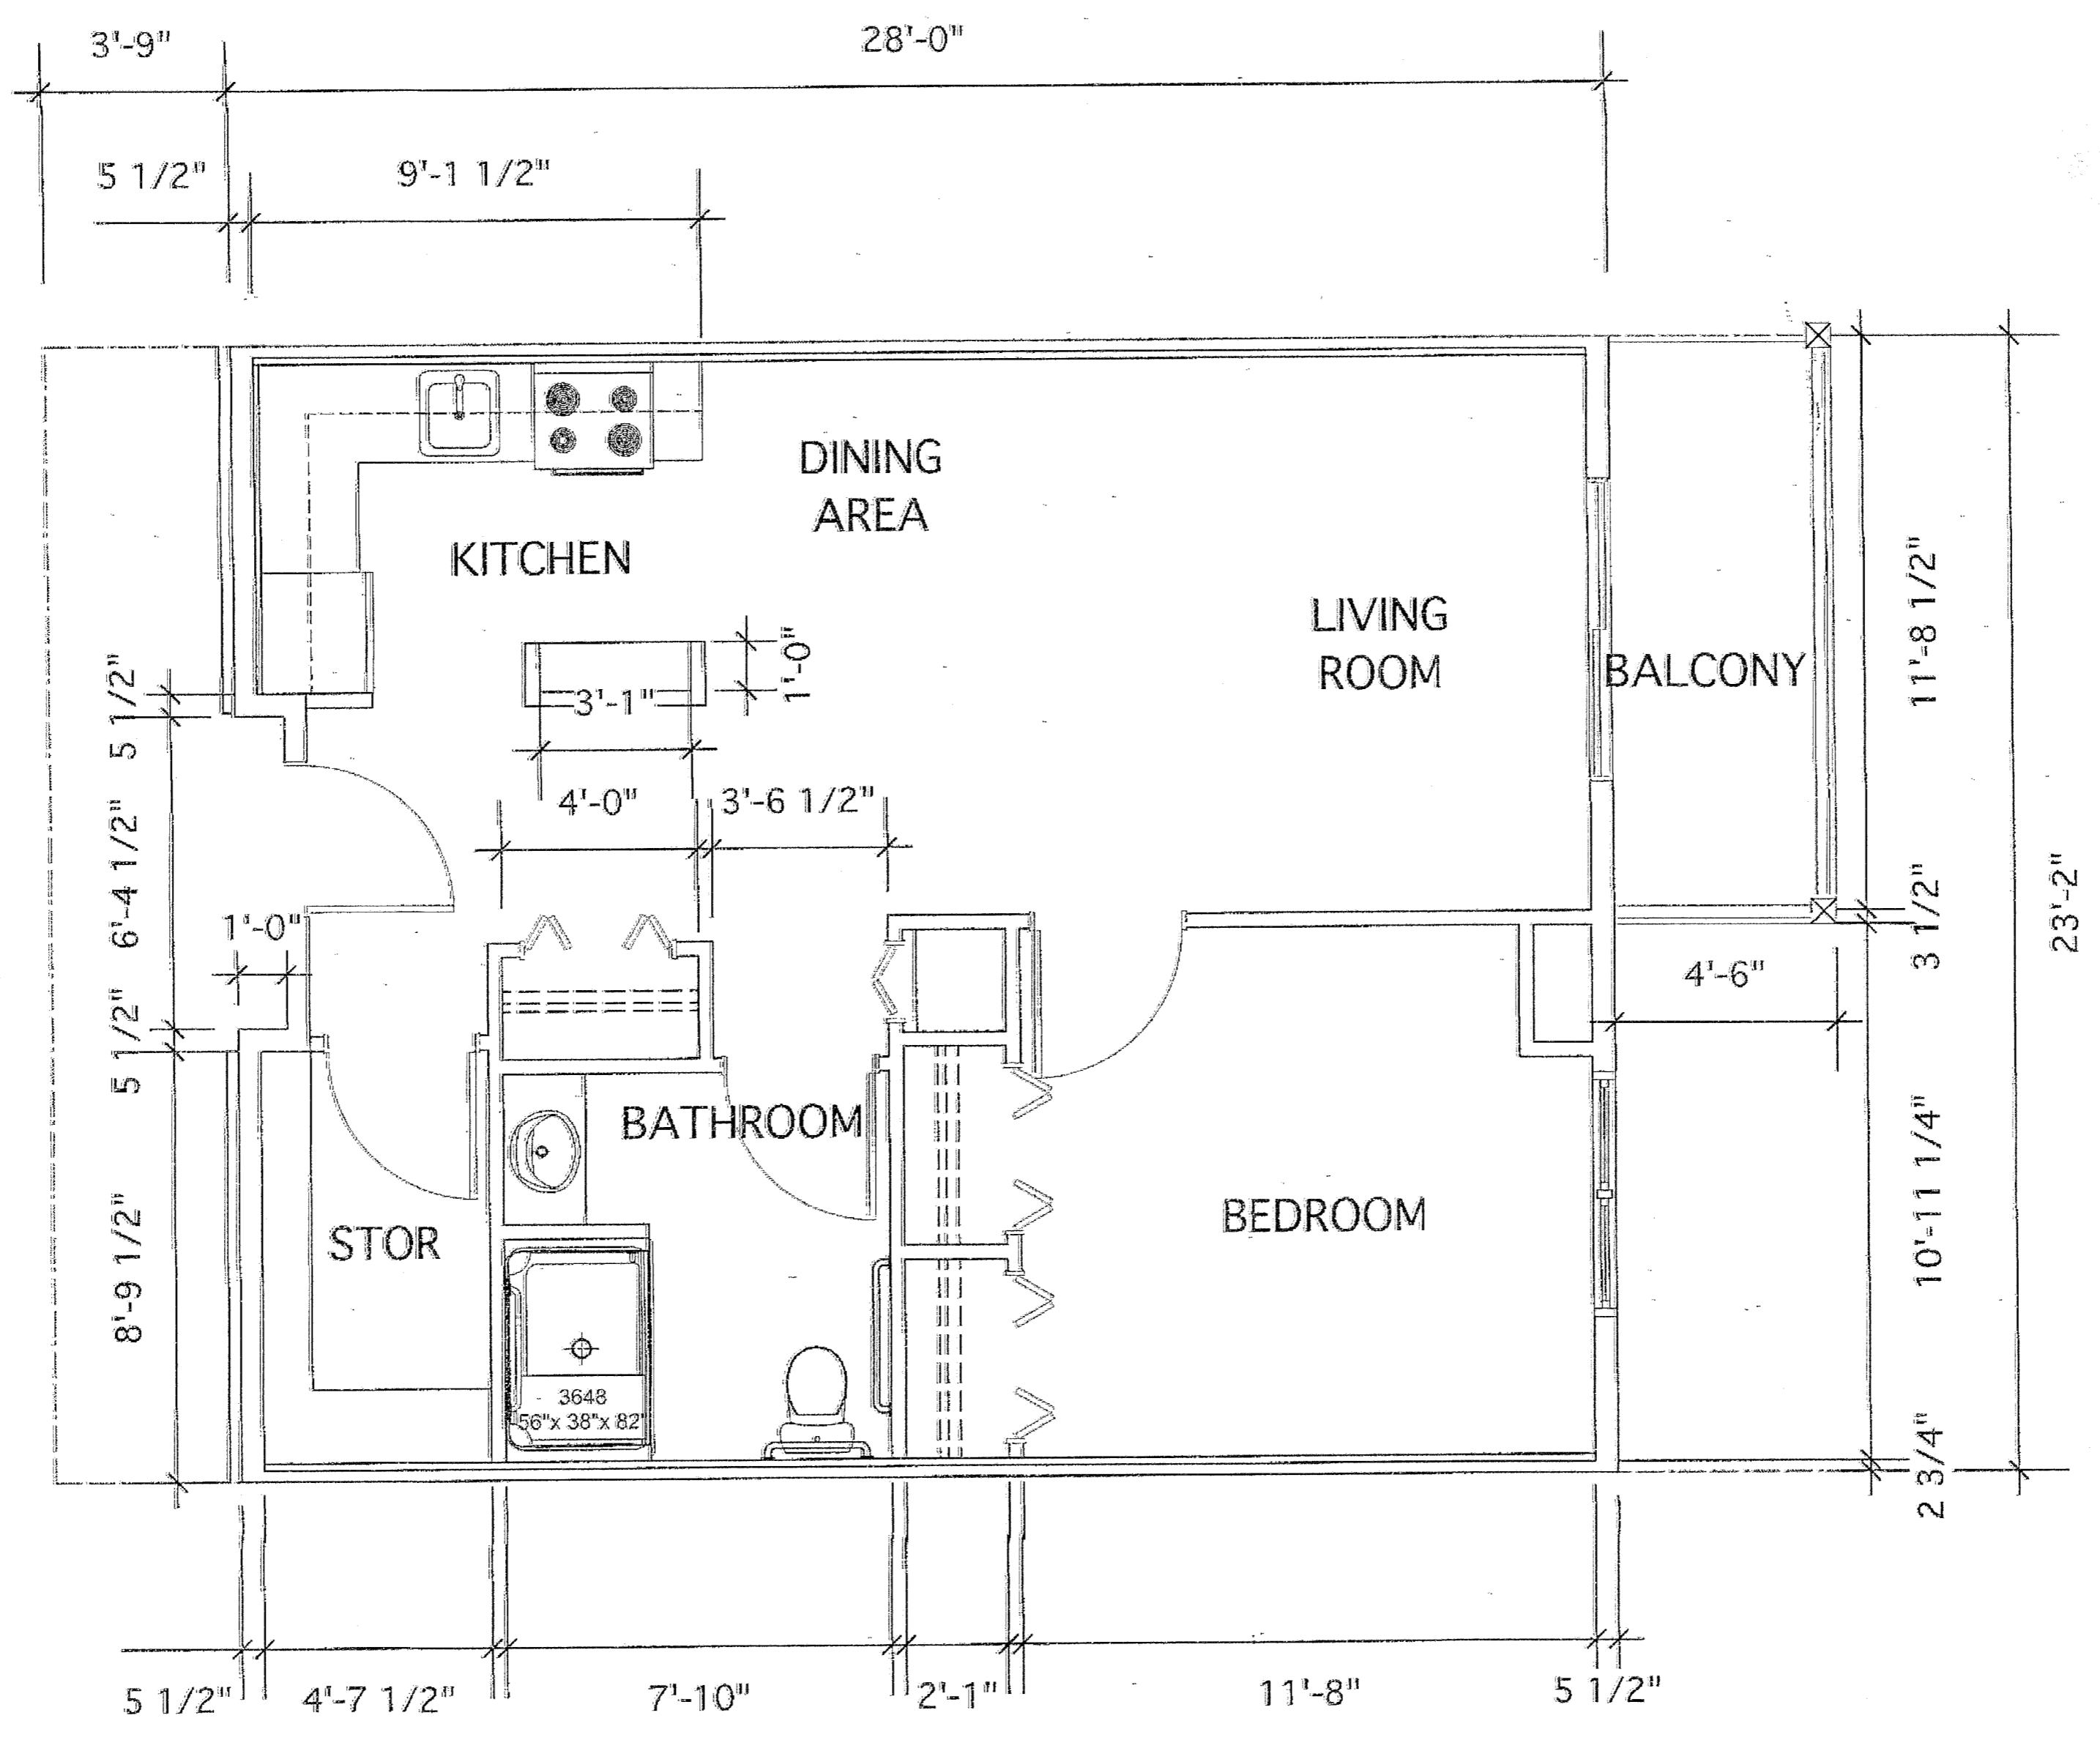 3'-9"
28'-0"
5 1/2"
9'-1 1/2"
DINING
AREA
KITCHEN
LIVING
ROOM
BALCONY
11'-8 1/2"
1'-0"
3'-1"
5 1/2"
4'-0"
3'-6 1/2"
6'-4 1/2"
1'-0"
3 1/2"
23'-2"
4'-6"
5 1/2"
BATHROOM
STOR
BEDROOM
8'-9 1/2"
10'-11 1/4"
3648
56"x 38"x 82"
2 3/4"
5 1/2"
4'-7 1/2"
7'-10"
2'-1"
11'-8"
5 1/2"